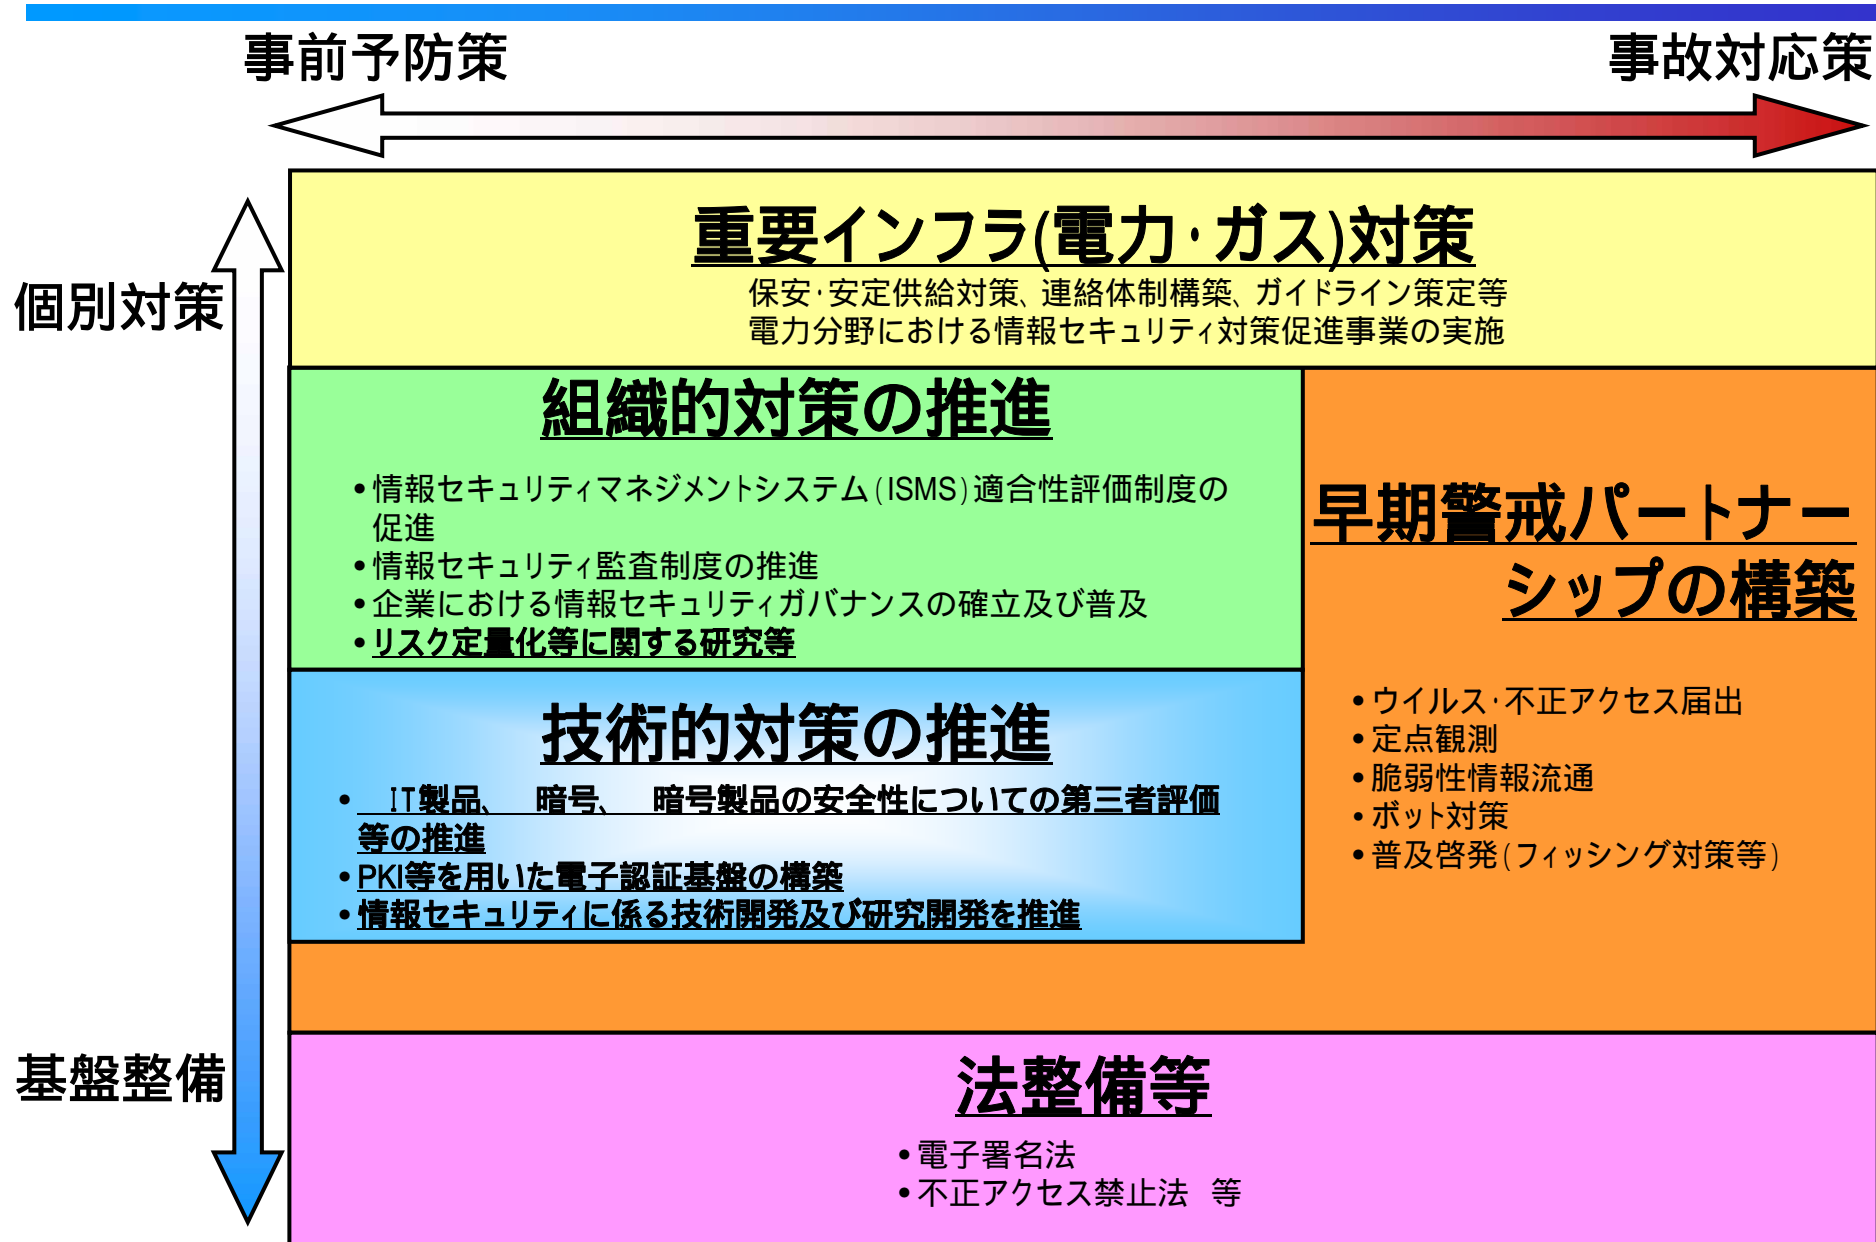 事前予防策
事故対応策
個別対策
基盤整備
重要インフラ(電力・ガス)対策
保安・安定供給対策、連絡体制構築、ガイドライン策定等
電力分野における情報セキュリティ対策促進事業の実施
組織的対策の推進
•情報セキュリティマネジメントシステム(ISMS)適合性評価制度の
促進
•情報セキュリティ監査制度の推進
•企業における情報セキュリティガバナンスの確立及び普及
•リスク定量化等に関する研究等
技術的対策の推進
• IT製品、 暗号、 暗号製品の安全性についての第三者評価
等の推進
•PKI等を用いた電子認証基盤の構築
•情報セキュリティに係る技術開発及び研究開発を推進
早期警戒パートナー
シップの構築
•ウイルス・不正アクセス届出
•定点観測
•脆弱性情報流通
•ボット対策
•普及啓発(フィッシング対策等)
法整備等
•電子署名法
•不正アクセス禁止法 等